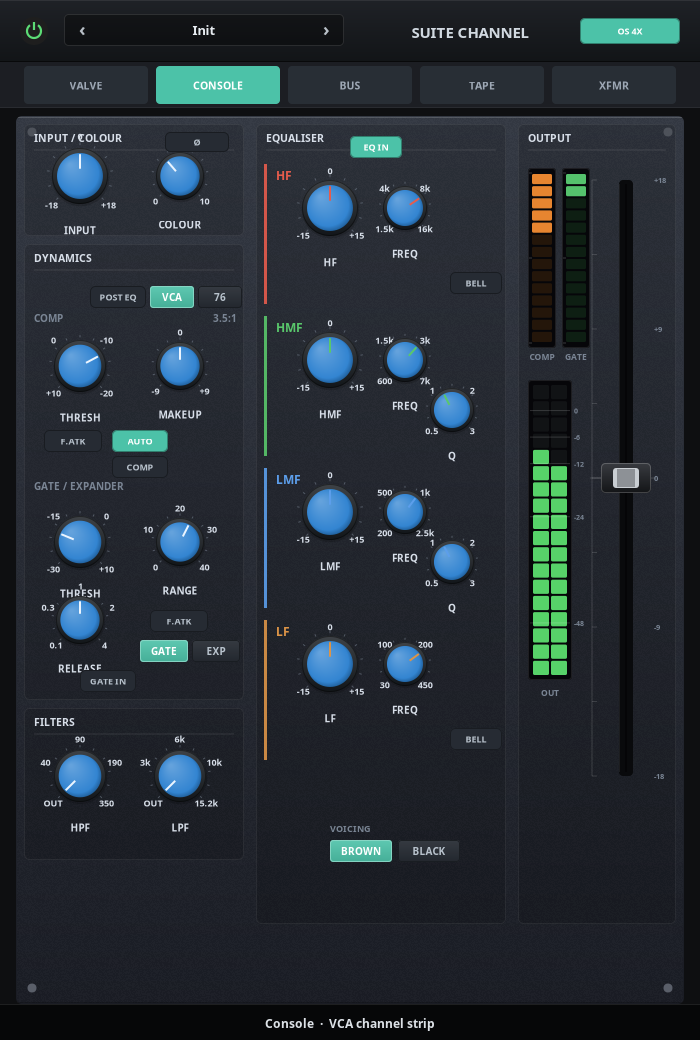 ‹ Init › SUITE CHANNEL OS 4X
VALVE CONSOLE BUS TAPE XFMR
INPUT / COLOUR
Ø
0
-18 +18
INPUT
0 10
COLOUR
DYNAMICS
POST EQ VCA 76
COMP 3.5:1
0 -10
+10 -20
THRESH
0
-9 +9
MAKEUP
F.ATK AUTO
COMP
GATE / EXPANDER
-15 0
-30 +10
THRESH
20
10 30
0 40
RANGE
1
0.3 2
0.1 4
RELEASE
F.ATK
GATE EXP
GATE IN
FILTERS
90
40 190
OUT 350
HPF
6k
3k 10k
OUT 15.2k
LPF
EQUALISER
EQ IN
HF
0
-15 +15
HF
4k 8k
1.5k 16k
FREQ
BELL
HMF
0
-15 +15
HMF
1.5k 3k
600 7k
FREQ
1 2
0.5 3
Q
LMF
0
-15 +15
LMF
500 1k
200 2.5k
FREQ
1 2
0.5 3
Q
LF
0
-15 +15
LF
100 200
30 450
FREQ
BELL
VOICING
BROWN BLACK
OUTPUT
COMP GATE
0
-6
-12
-24
-48
OUT
+18
+9
0
-9
-18
Console · VCA channel strip